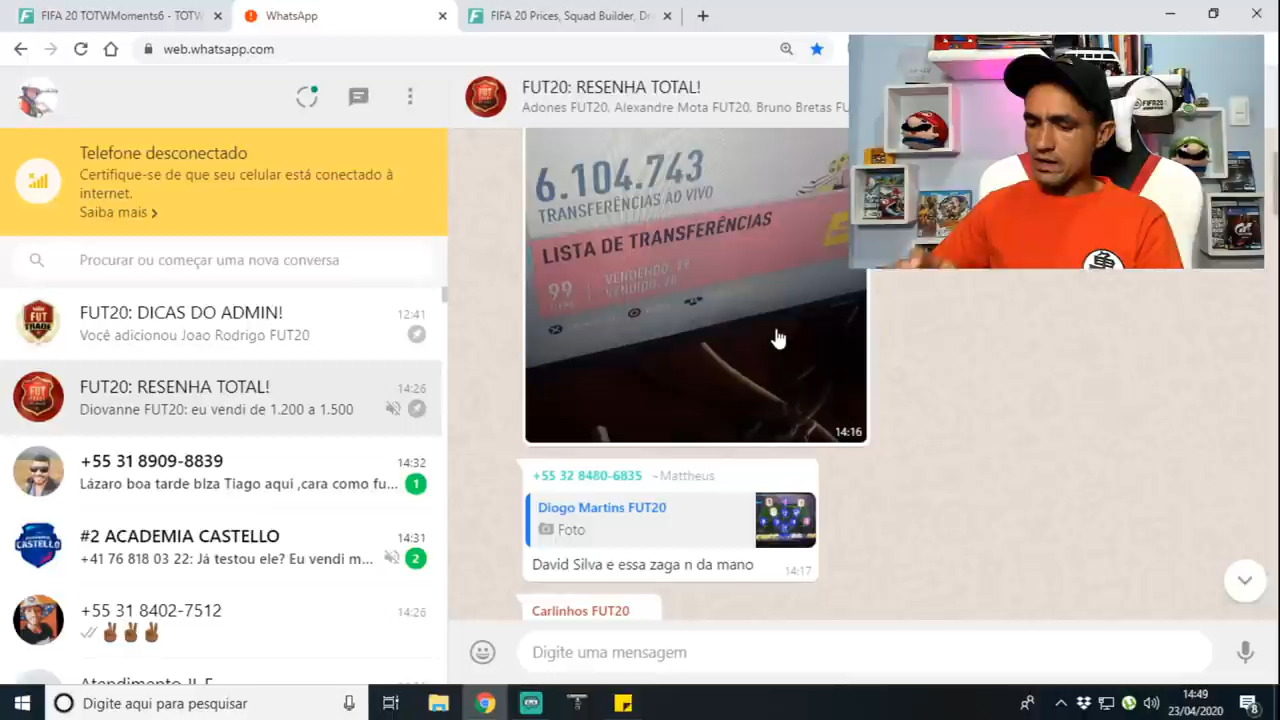 FIFA 20 TOTWMoments6 - TOTW
WhatsApp
FIFA 20 Prices, Squad Builder, Dr
web.whatsapp.com
FUT20: RESENHA TOTAL!
Adones FUT20, Alexandre Mota FUT20, Bruno Bretas FU
Telefone desconectado
Certifique-se de que seu celular está conectado à
internet.
Saiba mais
Procurar ou começar uma nova conversa
FUT20: DICAS DO ADMIN!
12:41
Você adicionou Joao Rodrigo FUT20
FUT20: RESENHA TOTAL!
14:26
Diovanne FUT20: eu vendi de 1.200 a 1.500
+55 31 8909-8839
14:32
Lázaro boa tarde blza Tiago aqui ,cara como fu...
1
#2 ACADEMIA CASTELLO
14:31
+41 76 818 03 22: Já testou ele? Eu vendi m...
2
+55 31 8402-7512
14:26
6.104.743
TRANSFERÊNCIAS AO VIVO
LISTA DE TRANSFERÊNCIAS
99
14:16
+55 32 8480-6835 ~Mattheus
Diogo Martins FUT20
Foto
David Silva e essa zaga n da mano
14:17
Carlinhos FUT20
Digite uma mensagem
FIFA20
FUT
TRADE
CASTELLO
Digite aqui para pesquisar
14:49
23/04/2020
8